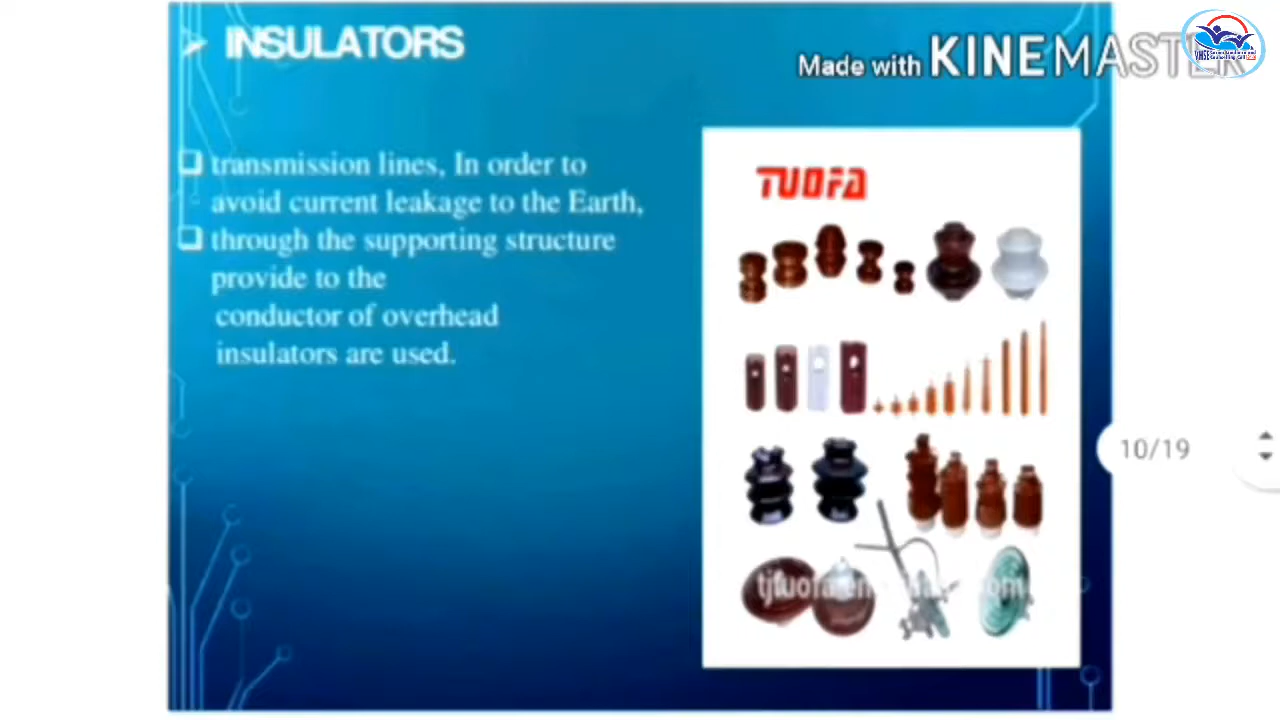 INSULATORS
Made with KINEMASTER
transmission lines, In order to
avoid current leakage to the Earth,
through the supporting structure
provide to the
conductor of overhead
insulators are used.
TUOFA
10/19